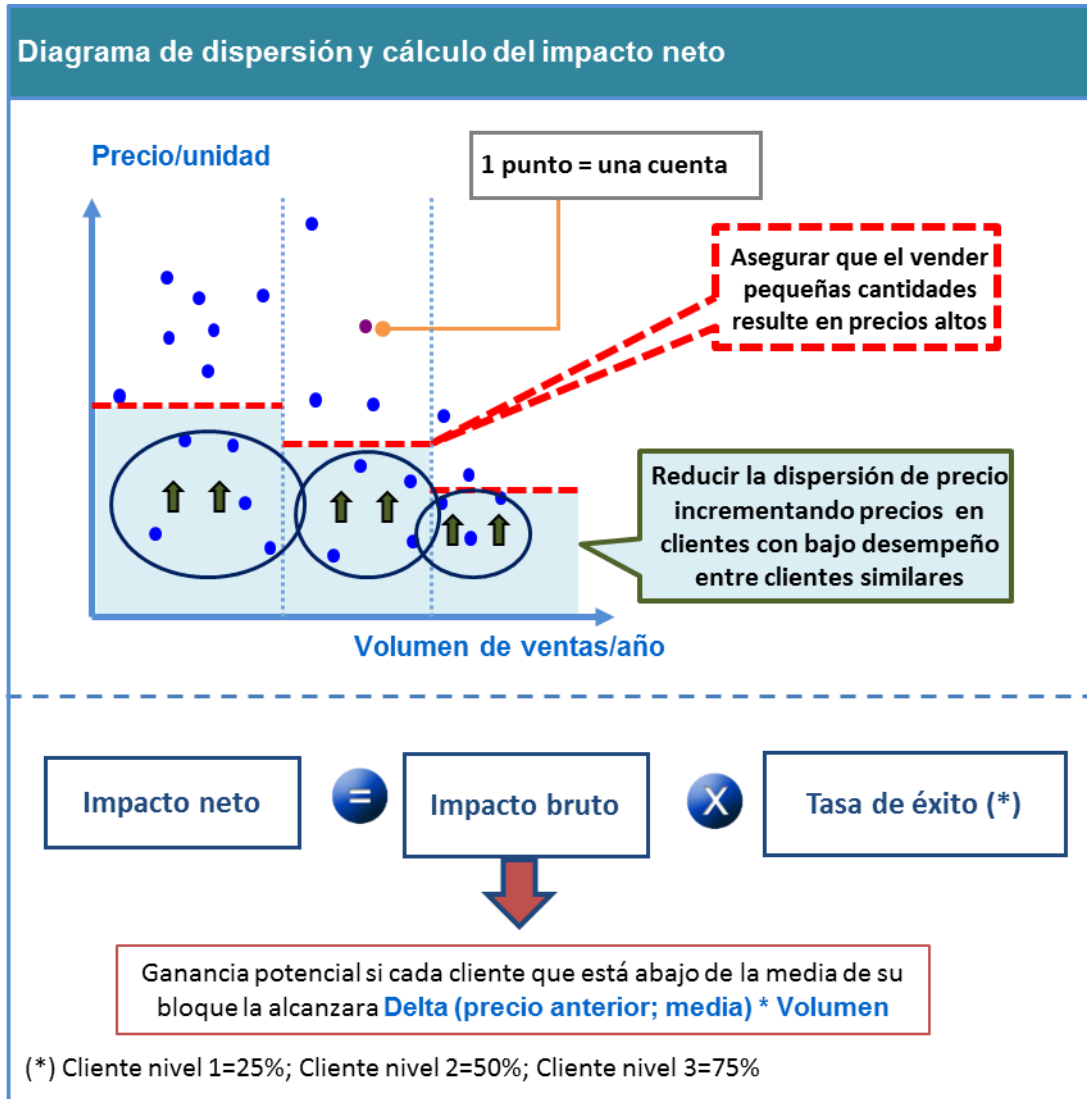 Diagrama de dispersión y cálculo del impacto neto
Precio/unidad
1 punto = una cuenta
Asegurar que el vender
pequeñas cantidades
resulte en precios altos
Reducir la dispersión de precio
incrementando precios en
clientes con bajo desempeño
entre clientes similares
Volumen de ventas/año
Impacto neto
=
Impacto bruto
X
Tasa de éxito (*)
Ganancia potencial si cada cliente que está abajo de la media de su
bloque la alcanzara Delta (precio anterior; media) * Volumen
(*) Cliente nivel 1=25%; Cliente nivel 2=50%; Cliente nivel 3=75%